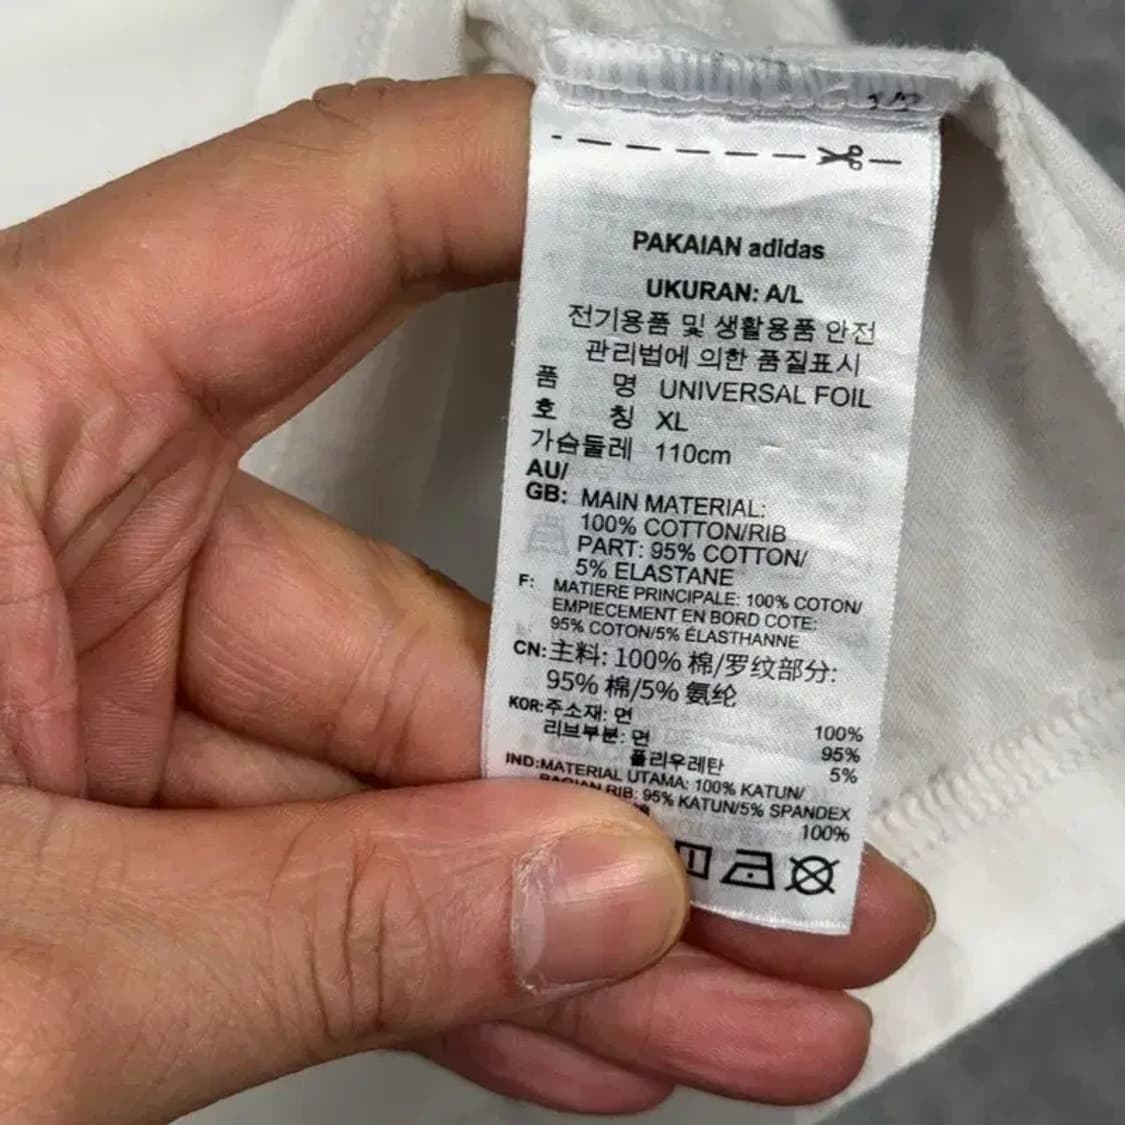 PAKAIAN adidas
UKURAN: A/L
전기용품 및 생활용품 안전
관리법에 의한 품질표시
품 명 UNIVERSAL FOIL
호 칭 XL
가슴둘레 110cm
AU/
GB: MAIN MATERIAL:
100% COTTON/RIB
PART: 95% COTTON/
5% ELASTANE
F: MATIERE PRINCIPALE: 100% COTON/
EMPIECEMENT EN BORD COTE:
95% COTON/5% ÉLASTHANNE
CN: 主料: 100% 棉/罗纹部分:
95% 棉/5% 氨纶
KOR: 주소재: 면 100%
리브부분: 면 95%
폴리우레탄 5%
IND: MATERIAL UTAMA: 100% KATUN/
BAGIAN RIB: 95% KATUN/5% SPANDEX
100%